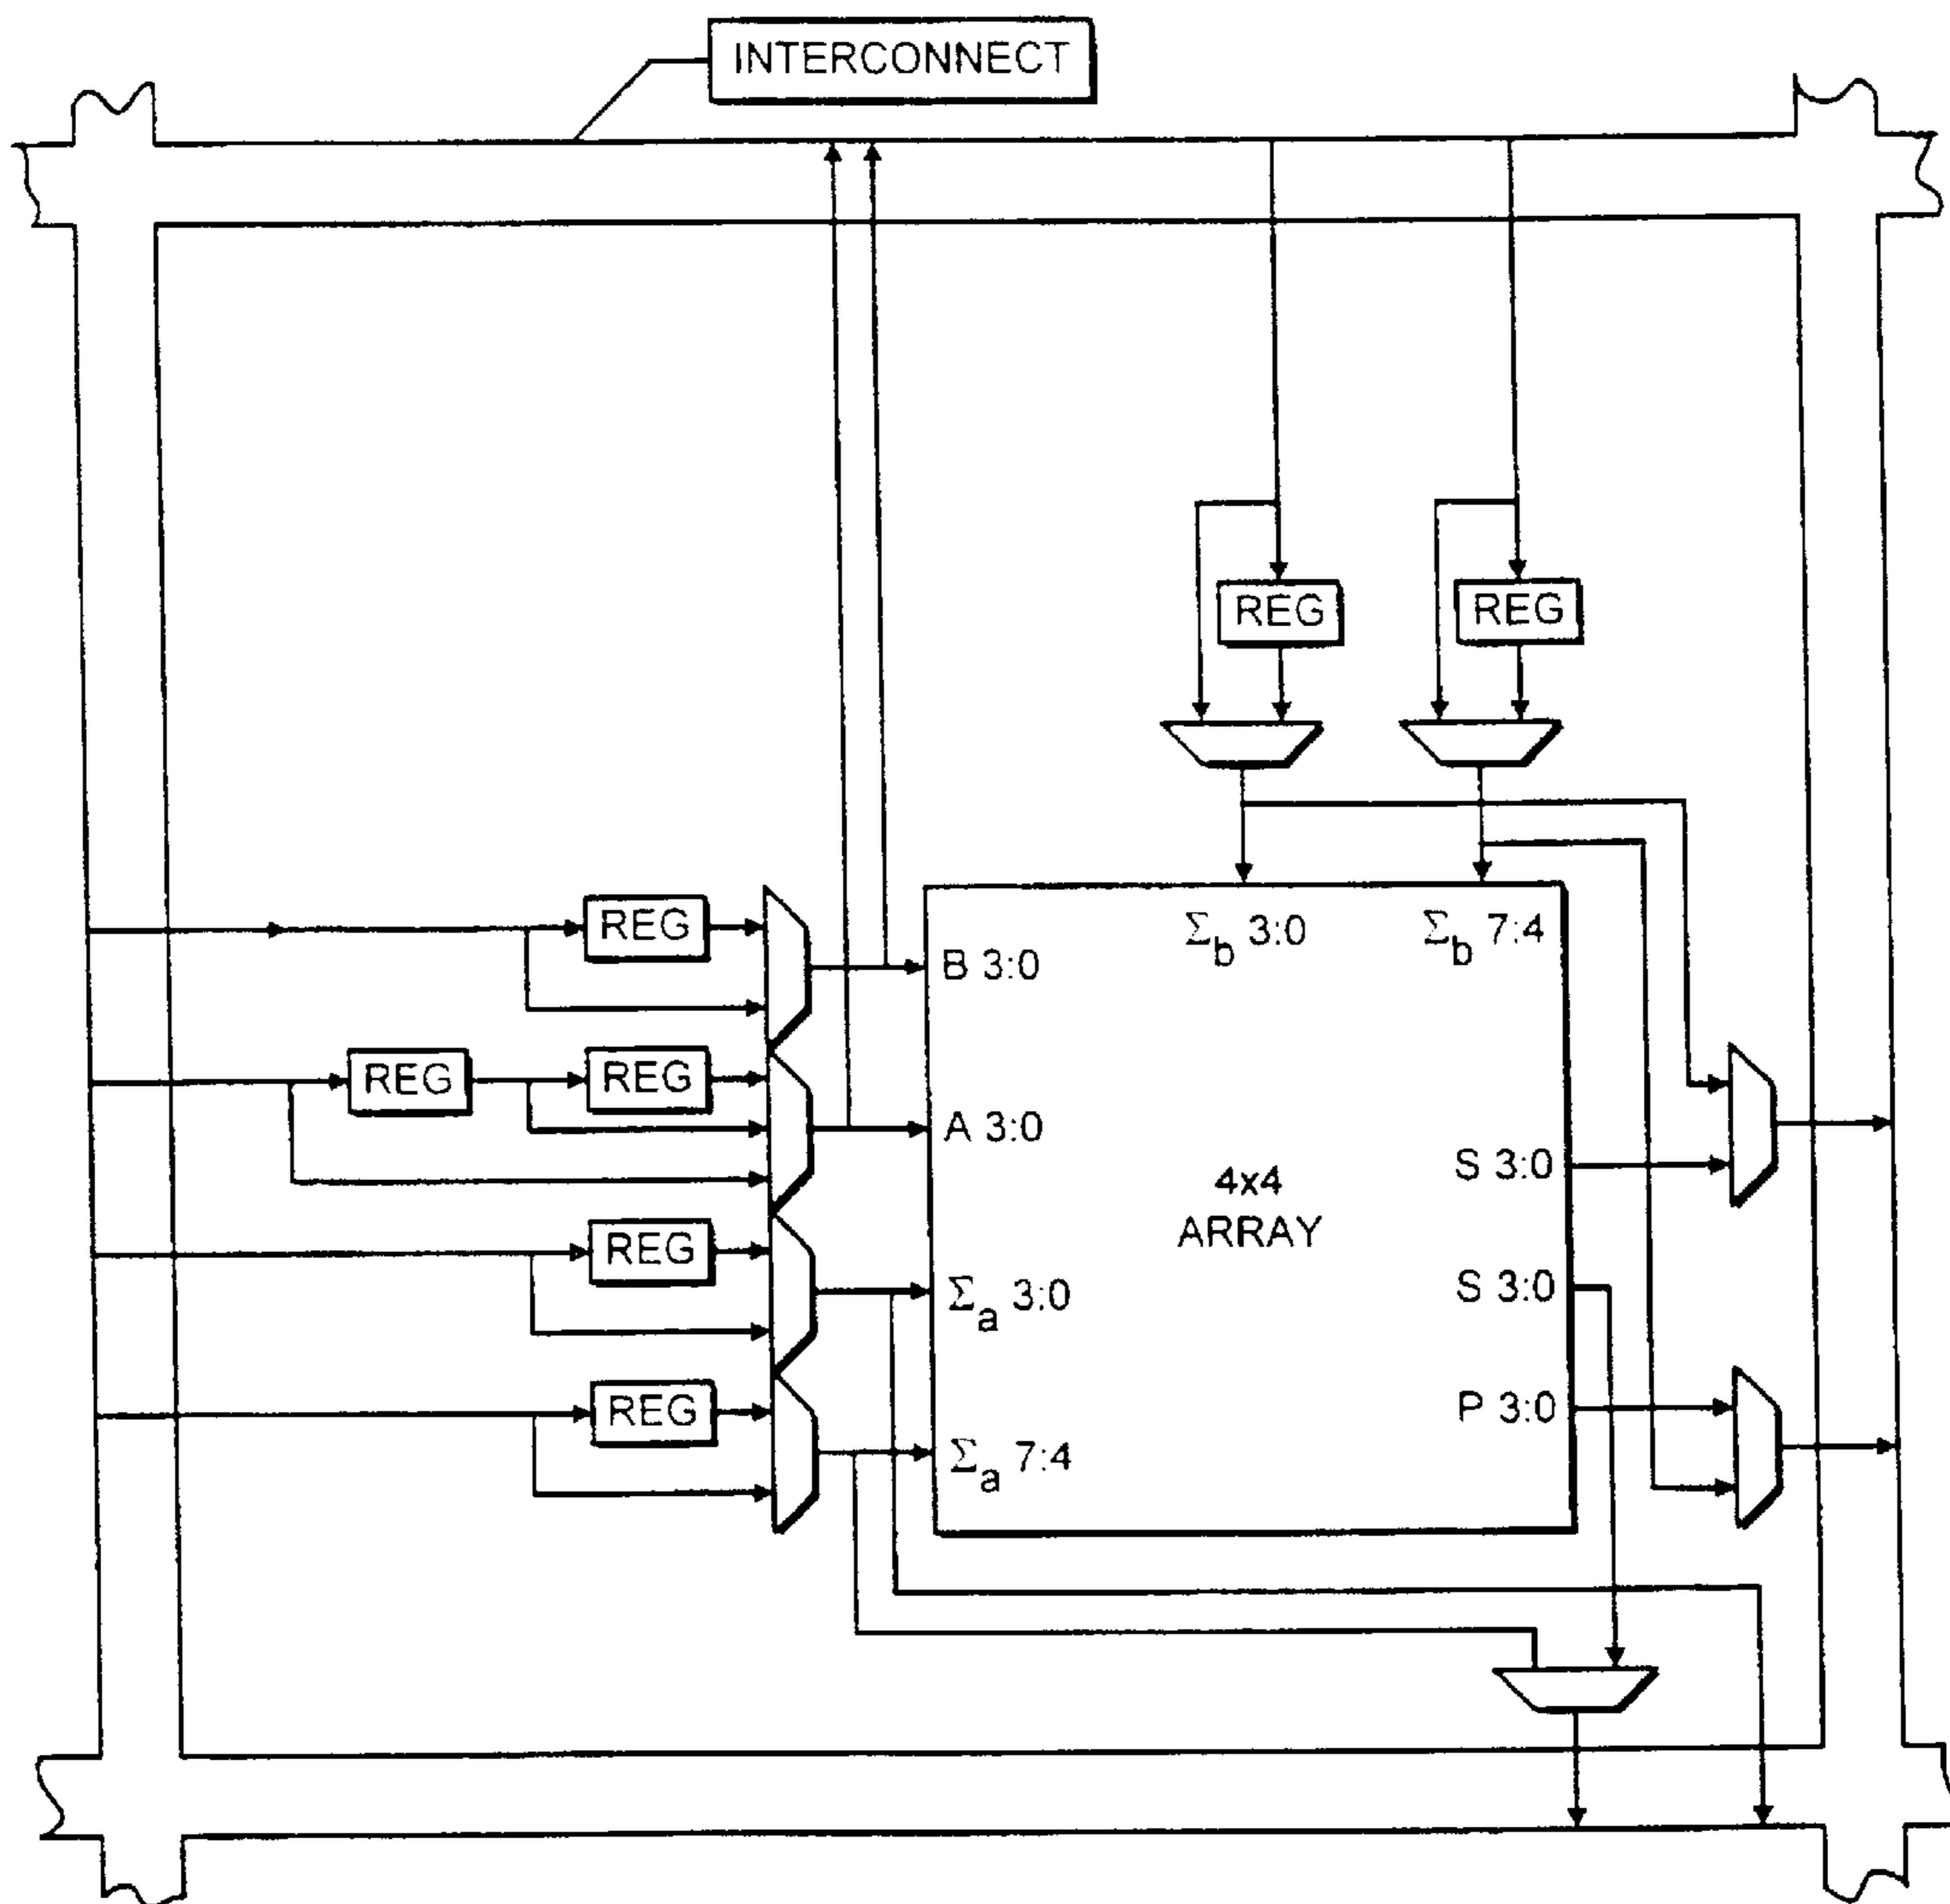 INTERCONNECT
REG
REG
REG
Σb 3:0
Σb 7:4
B 3:0
REG
REG
A 3:0
S 3:0
4x4
ARRAY
REG
Σa 3:0
S 3:0
REG
P 3:0
Σa 7:4